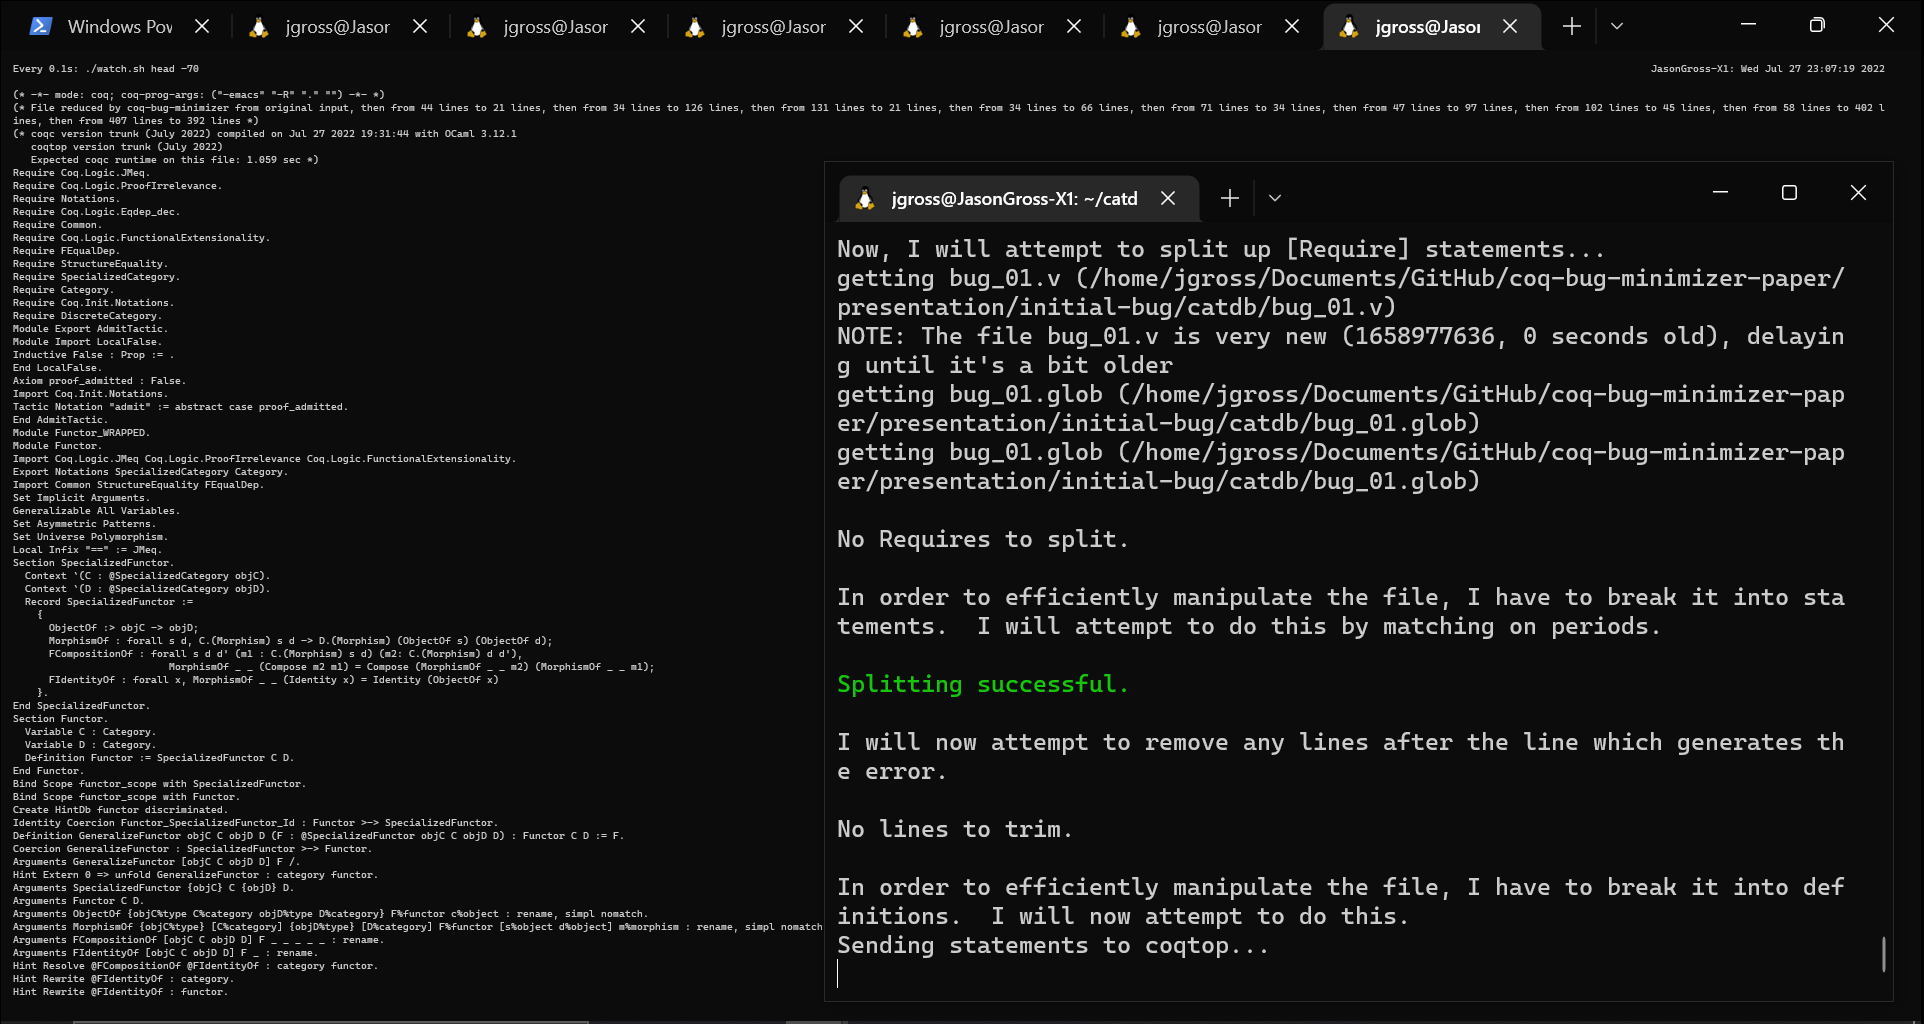 Windows Pow
jgross@Jasor
jgross@Jasor
jgross@Jasor
jgross@Jasor
jgross@Jasor
jgross@Jasor
Every 0.1s: ./watch.sh head -70
JasonGross-X1: Wed Jul 27 23:07:19 2022
(* -*- mode: coq; coq-prog-args: ("-emacs" "-R" "." "") -*- *)
(* File reduced by coq-bug-minimizer from original input, then from 44 lines to 21 lines, then from 34 lines to 126 lines, then from 131 lines to 21 lines, then from 34 lines to 66 lines, then from 71 lines to 34 lines, then from 47 lines to 97 lines, then from 102 lines to 45 lines, then from 58 lines to 402 l
ines, then from 407 lines to 392 lines *)
(* coqc version trunk (July 2022) compiled on Jul 27 2022 19:31:44 with OCaml 3.12.1
coqtop version trunk (July 2022)
Expected coqc runtime on this file: 1.059 sec *)
Require Coq.Logic.JMeq.
Require Coq.Logic.ProofIrrelevance.
Require Notations.
Require Coq.Logic.Eqdep_dec.
Require Common.
Require Coq.Logic.FunctionalExtensionality.
Require FEqualDep.
Require StructureEquality.
Require SpecializedCategory.
Require Category.
Require Coq.Init.Notations.
Require DiscreteCategory.
Module Export AdmitTactic.
Module Import LocalFalse.
Inductive False : Prop := .
End LocalFalse.
Axiom proof_admitted : False.
Import Coq.Init.Notations.
Tactic Notation "admit" := abstract case proof_admitted.
End AdmitTactic.
Module Functor_WRAPPED.
Module Functor.
Import Coq.Logic.JMeq Coq.Logic.ProofIrrelevance Coq.Logic.FunctionalExtensionality.
Export Notations SpecializedCategory Category.
Import Common StructureEquality FEqualDep.
Set Implicit Arguments.
Generalizable All Variables.
Set Asymmetric Patterns.
Set Universe Polymorphism.
Local Infix "==" := JMeq.
Section SpecializedFunctor.
Context `(C : @SpecializedCategory objC).
Context `(D : @SpecializedCategory objD).
Record SpecializedFunctor :=
{
ObjectOf :> objC -> objD;
MorphismOf : forall s d, C.(Morphism) s d -> D.(Morphism) (ObjectOf s) (ObjectOf d);
FCompositionOf : forall s d d' (m1 : C.(Morphism) s d) (m2: C.(Morphism) d d'),
MorphismOf _ _ (Compose m2 m1) = Compose (MorphismOf _ _ m2) (MorphismOf _ _ m1);
FIdentityOf : forall x, MorphismOf _ _ (Identity x) = Identity (ObjectOf x)
}.
End SpecializedFunctor.
Section Functor.
Variable C : Category.
Variable D : Category.
Definition Functor := SpecializedFunctor C D.
End Functor.
Bind Scope functor_scope with SpecializedFunctor.
Bind Scope functor_scope with Functor.
Create HintDb functor discriminated.
Identity Coercion Functor_SpecializedFunctor_Id : Functor >-> SpecializedFunctor.
Definition GeneralizeFunctor objC C objD D (F : @SpecializedFunctor objC C objD D) : Functor C D := F.
Coercion GeneralizeFunctor : SpecializedFunctor >-> Functor.
Arguments GeneralizeFunctor [objC C objD D] F /.
Hint Extern 0 => unfold GeneralizeFunctor : category functor.
Arguments SpecializedFunctor {objC} C {objD} D.
Arguments Functor C D.
Arguments ObjectOf {objC%type C%category objD%type D%category} F%functor c%object : rename, simpl nomatch.
Arguments MorphismOf {objC%type} [C%category] {objD%type} [D%category] F%functor [s%object d%object] m%morphism : rename, simpl nomatch
Arguments FCompositionOf [objC C objD D] F _ _ _ _ _ : rename.
Arguments FIdentityOf [objC C objD D] F _ : rename.
Hint Resolve @FCompositionOf @FIdentityOf : category functor.
Hint Rewrite @FIdentityOf : category.
Hint Rewrite @FIdentityOf : functor.
jgross@JasonGross-X1: ~/catd
Now, I will attempt to split up [Require] statements...
getting bug_01.v (/home/jgross/Documents/GitHub/coq-bug-minimizer-paper/
presentation/initial-bug/catdb/bug_01.v)
NOTE: The file bug_01.v is very new (1658977636, 0 seconds old), delayin
g until it's a bit older
getting bug_01.glob (/home/jgross/Documents/GitHub/coq-bug-minimizer-pap
er/presentation/initial-bug/catdb/bug_01.glob)
getting bug_01.glob (/home/jgross/Documents/GitHub/coq-bug-minimizer-pap
er/presentation/initial-bug/catdb/bug_01.glob)
No Requires to split.
In order to efficiently manipulate the file, I have to break it into sta
tements.  I will attempt to do this by matching on periods.
Splitting successful.
I will now attempt to remove any lines after the line which generates th
e error.
No lines to trim.
In order to efficiently manipulate the file, I have to break it into def
initions.  I will now attempt to do this.
Sending statements to coqtop...